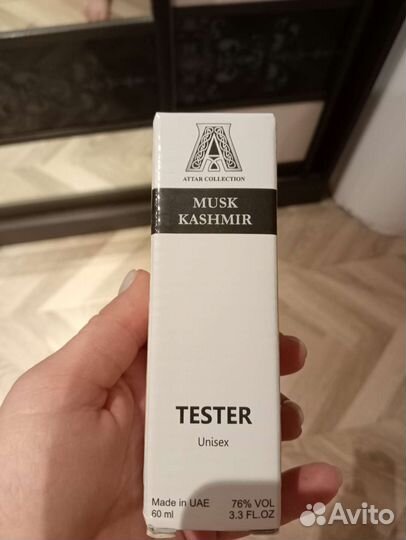 ATTAR COLLECTION
MUSK
KASHMIR
TESTER
Unisex
Made in UAE 76% VOL
60 ml 3.3 FL.OZ
Avito